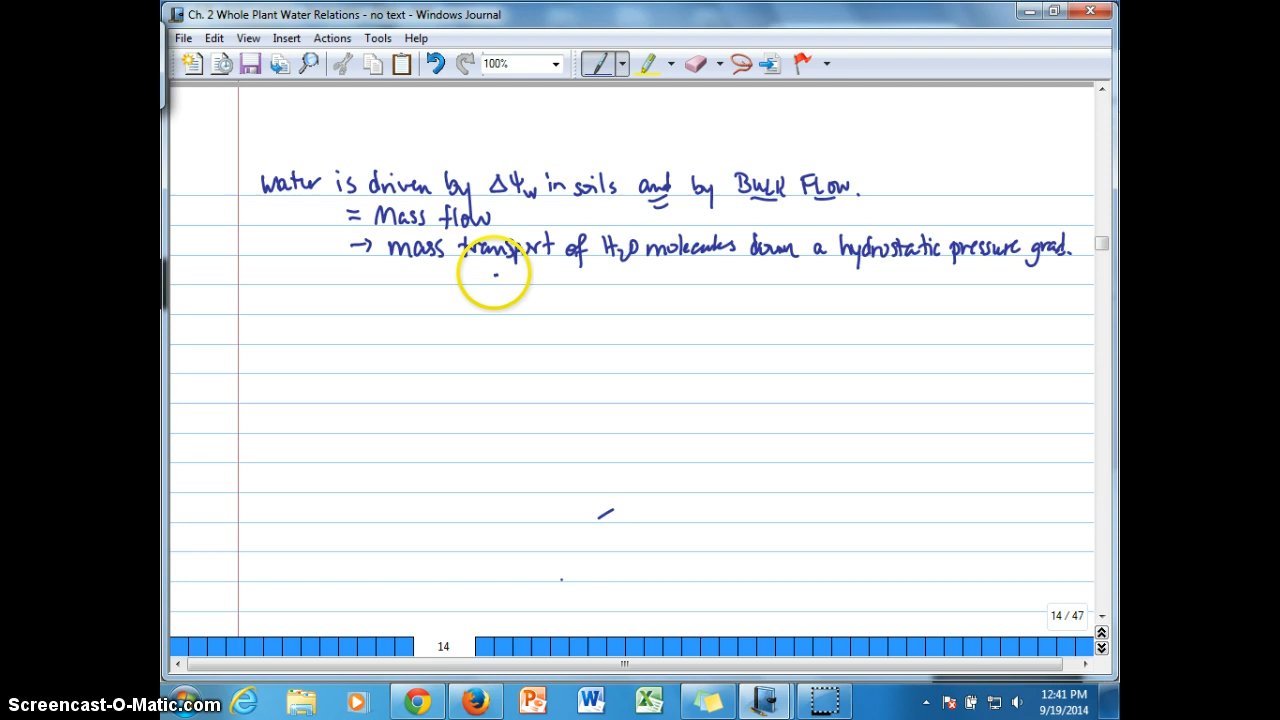 Ch. 2 Whole Plant Water Relations - no text - Windows Journal
File Edit View Insert Actions Tools Help
100%
Water is driven by ΔΨw in soils and by BULK FLOW.
= Mass flow
→ mass transport of H2O molecules down a hydrostatic pressure grad.
14 / 47
14
12:41 PM
9/19/2014
Screencast-O-Matic.com